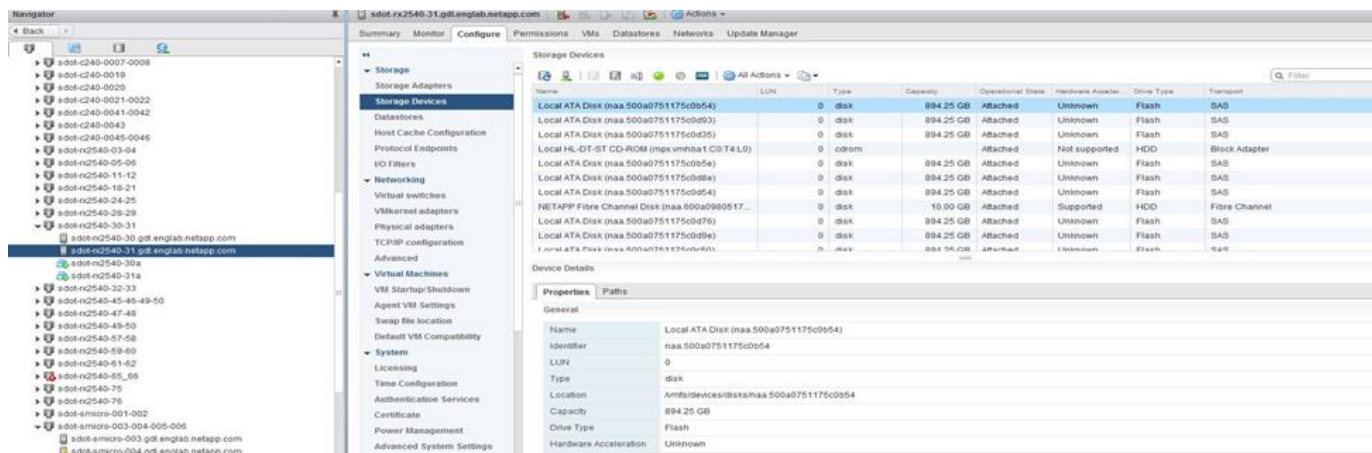 Navigator
Back
sdot-c240-0007-0008
sdot-c240-0019
sdot-c240-0020
sdot-c240-0021-0022
sdot-c240-0041-0042
sdot-c240-0043
sdot-c240-0045-0046
sdot-rx2540-03-04
sdot-rx2540-05-06
sdot-rx2540-11-12
sdot-rx2540-18-21
sdot-rx2540-24-25
sdot-rx2540-28-29
sdot-rx2540-30-31
sdot-rx2540-30.gdl.englab.netapp.com
sdot-rx2540-31.gdl.englab.netapp.com
sdot-rx2540-30a
sdot-rx2540-31a
sdot-rx2540-32-33
sdot-rx2540-45-46-49-50
sdot-rx2540-47-48
sdot-rx2540-49-50
sdot-rx2540-57-58
sdot-rx2540-59-60
sdot-rx2540-61-62
sdot-rx2540-65_66
sdot-rx2540-75
sdot-rx2540-76
sdot-smicro-001-002
sdot-smicro-003-004-005-006
sdot-smicro-003.gdl.englab.netapp.com
sdot-smicro-004.gdl.englab.netapp.com
sdot-rx2540-31.gdl.englab.netapp.com Actions
Summary Monitor Configure Permissions VMs Datastores Networks Update Manager
Storage
Storage Adapters
Storage Devices
Datastores
Host Cache Configuration
Protocol Endpoints
I/O Filters
Networking
Virtual switches
VMkernel adapters
Physical adapters
TCP/IP configuration
Advanced
Virtual Machines
VM Startup/Shutdown
Agent VM Settings
Swap file location
Default VM Compatibility
System
Licensing
Time Configuration
Authentication Services
Certificate
Power Management
Advanced System Settings
Storage Devices
All Actions Filter
Name LUN Type Capacity Operational State Hardware Acceler... Drive Type Transport
Local ATA Disk (naa.500a0751175c0b54) 0 disk 894.25 GB Attached Unknown Flash SAS
Local ATA Disk (naa.500a0751175c0d93) 0 disk 894.25 GB Attached Unknown Flash SAS
Local ATA Disk (naa.500a0751175c0d35) 0 disk 894.25 GB Attached Unknown Flash SAS
Local HL-DT-ST CD-ROM (mpx.vmhba1:C0:T4:L0) 0 cdrom Attached Not supported HDD Block Adapter
Local ATA Disk (naa.500a0751175c0b5e) 0 disk 894.25 GB Attached Unknown Flash SAS
Local ATA Disk (naa.500a0751175c0d8e) 0 disk 894.25 GB Attached Unknown Flash SAS
Local ATA Disk (naa.500a0751175c0d54) 0 disk 894.25 GB Attached Unknown Flash SAS
NETAPP Fibre Channel Disk (naa.600a0980517... 0 disk 10.00 GB Attached Supported HDD Fibre Channel
Local ATA Disk (naa.500a0751175c0d76) 0 disk 894.25 GB Attached Unknown Flash SAS
Local ATA Disk (naa.500a0751175c0d9e) 0 disk 894.25 GB Attached Unknown Flash SAS
Local ATA Disk 0 disk 894.25 GB Attached Unknown Flash SAS
Device Details
Properties Paths
General
Name Local ATA Disk (naa.500a0751175c0b54)
Identifier naa.500a0751175c0b54
LUN 0
Type disk
Location /vmfs/devices/disks/naa.500a0751175c0b54
Capacity 894.25 GB
Drive Type Flash
Hardware Acceleration Unknown